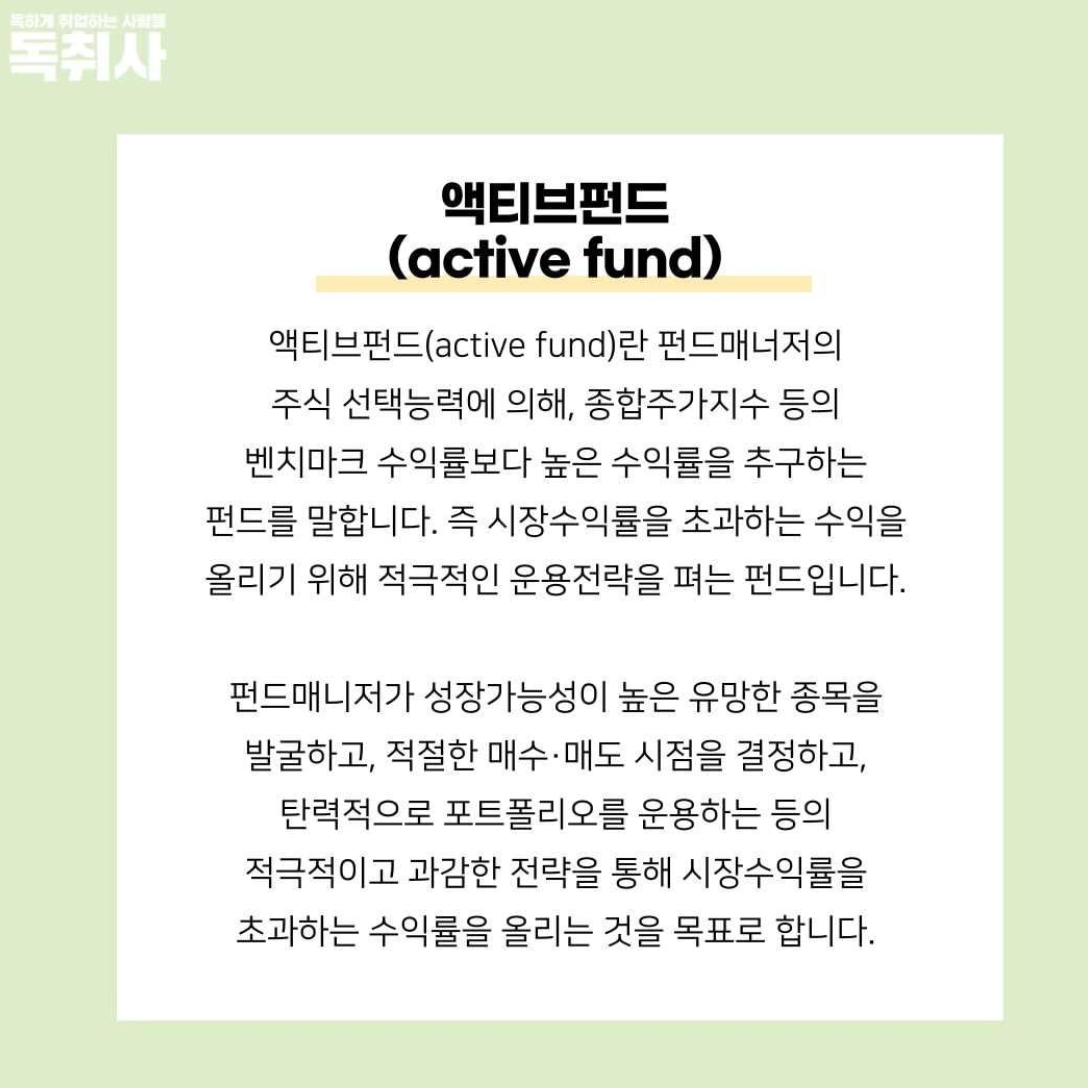 독하게 취업하는 사람들
독취사
액티브펀드
(active fund)
액티브펀드(active fund)란 펀드매너저의
주식 선택능력에 의해, 종합주가지수 등의
벤치마크 수익률보다 높은 수익률을 추구하는
펀드를 말합니다. 즉 시장수익률을 초과하는 수익을
올리기 위해 적극적인 운용전략을 펴는 펀드입니다.
펀드매니저가 성장가능성이 높은 유망한 종목을
발굴하고, 적절한 매수·매도 시점을 결정하고,
탄력적으로 포트폴리오를 운용하는 등의
적극적이고 과감한 전략을 통해 시장수익률을
초과하는 수익률을 올리는 것을 목표로 합니다.